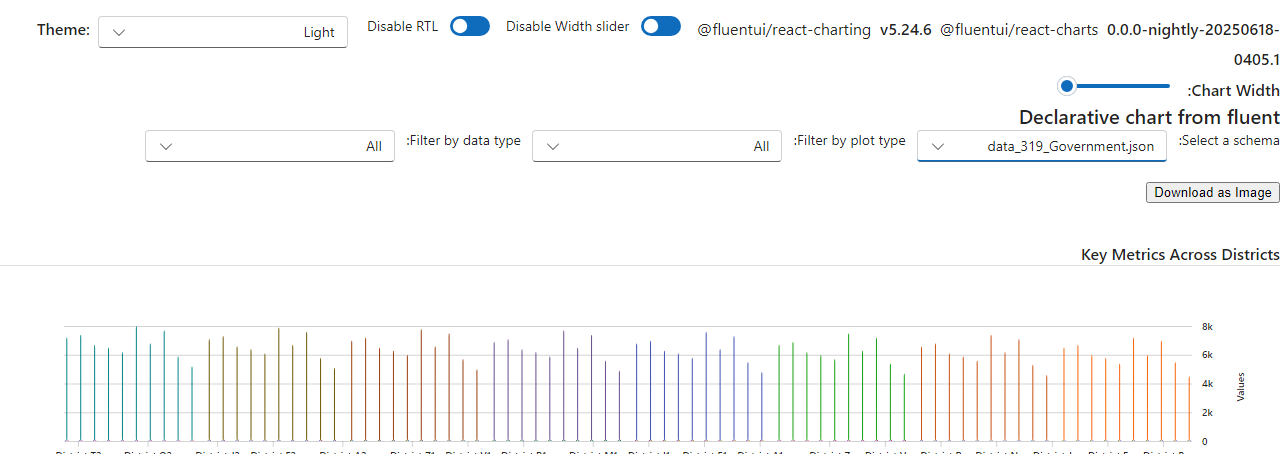 Theme: Light Disable RTL Disable Width slider @fluentui/react-charting v5.24.6 @fluentui/react-charts 0.0.0-nightly-20250618-
0405.1
:Chart Width
Declarative chart from fluent
All :Filter by data type All :Filter by plot type data_319_Government.json :Select a schema
Download as Image
Key Metrics Across Districts
8k
6k
4k
2k
0
Values